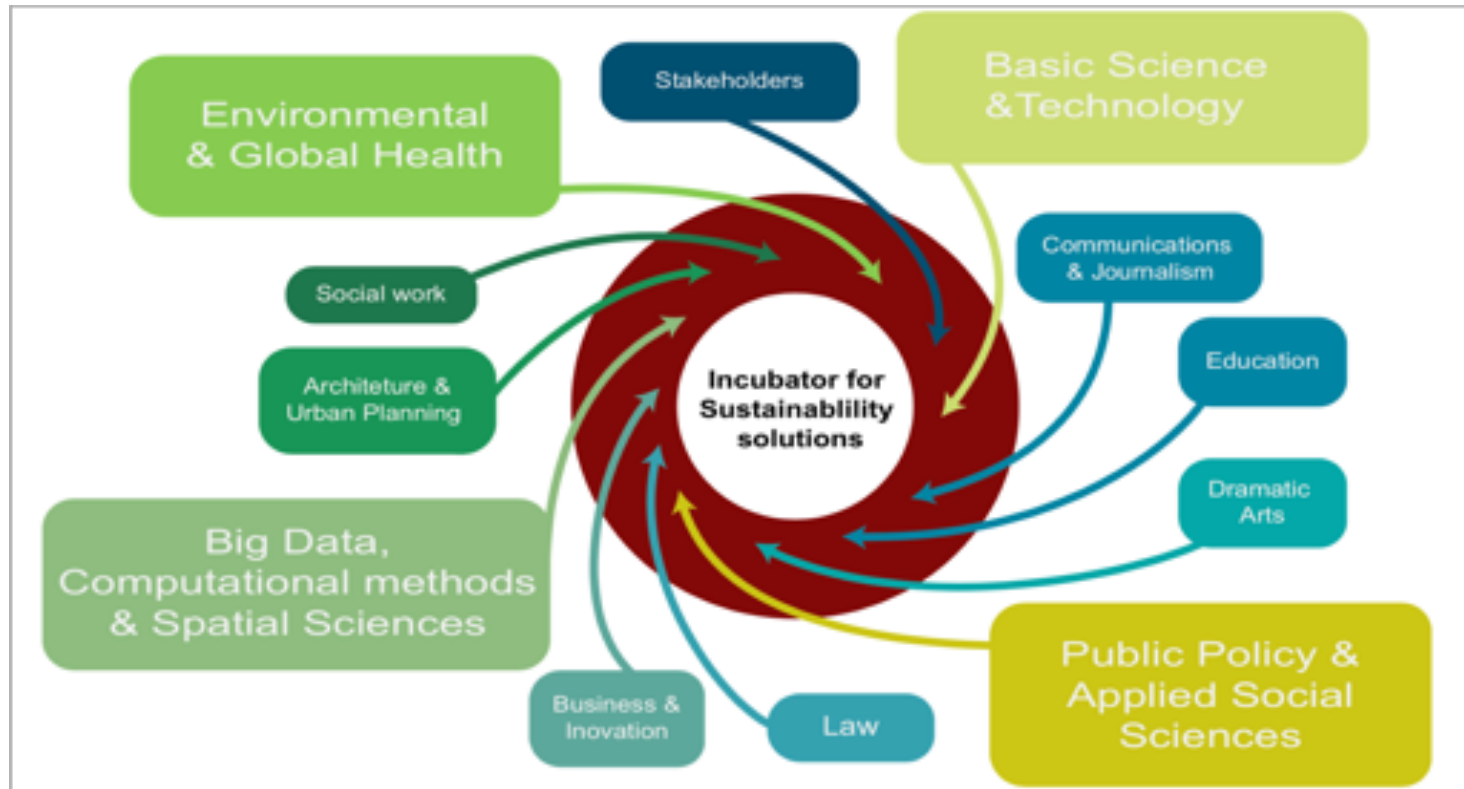 Stakeholders
Basic Science
&Technology
Environmental
& Global Health
Communications
& Journalism
Social work
Education
Architeture &
Urban Planning
Incubator for
Sustainablility
solutions
Dramatic
Arts
Big Data,
Computational methods
& Spatial Sciences
Public Policy &
Applied Social
Sciences
Business &
Inovation
Law